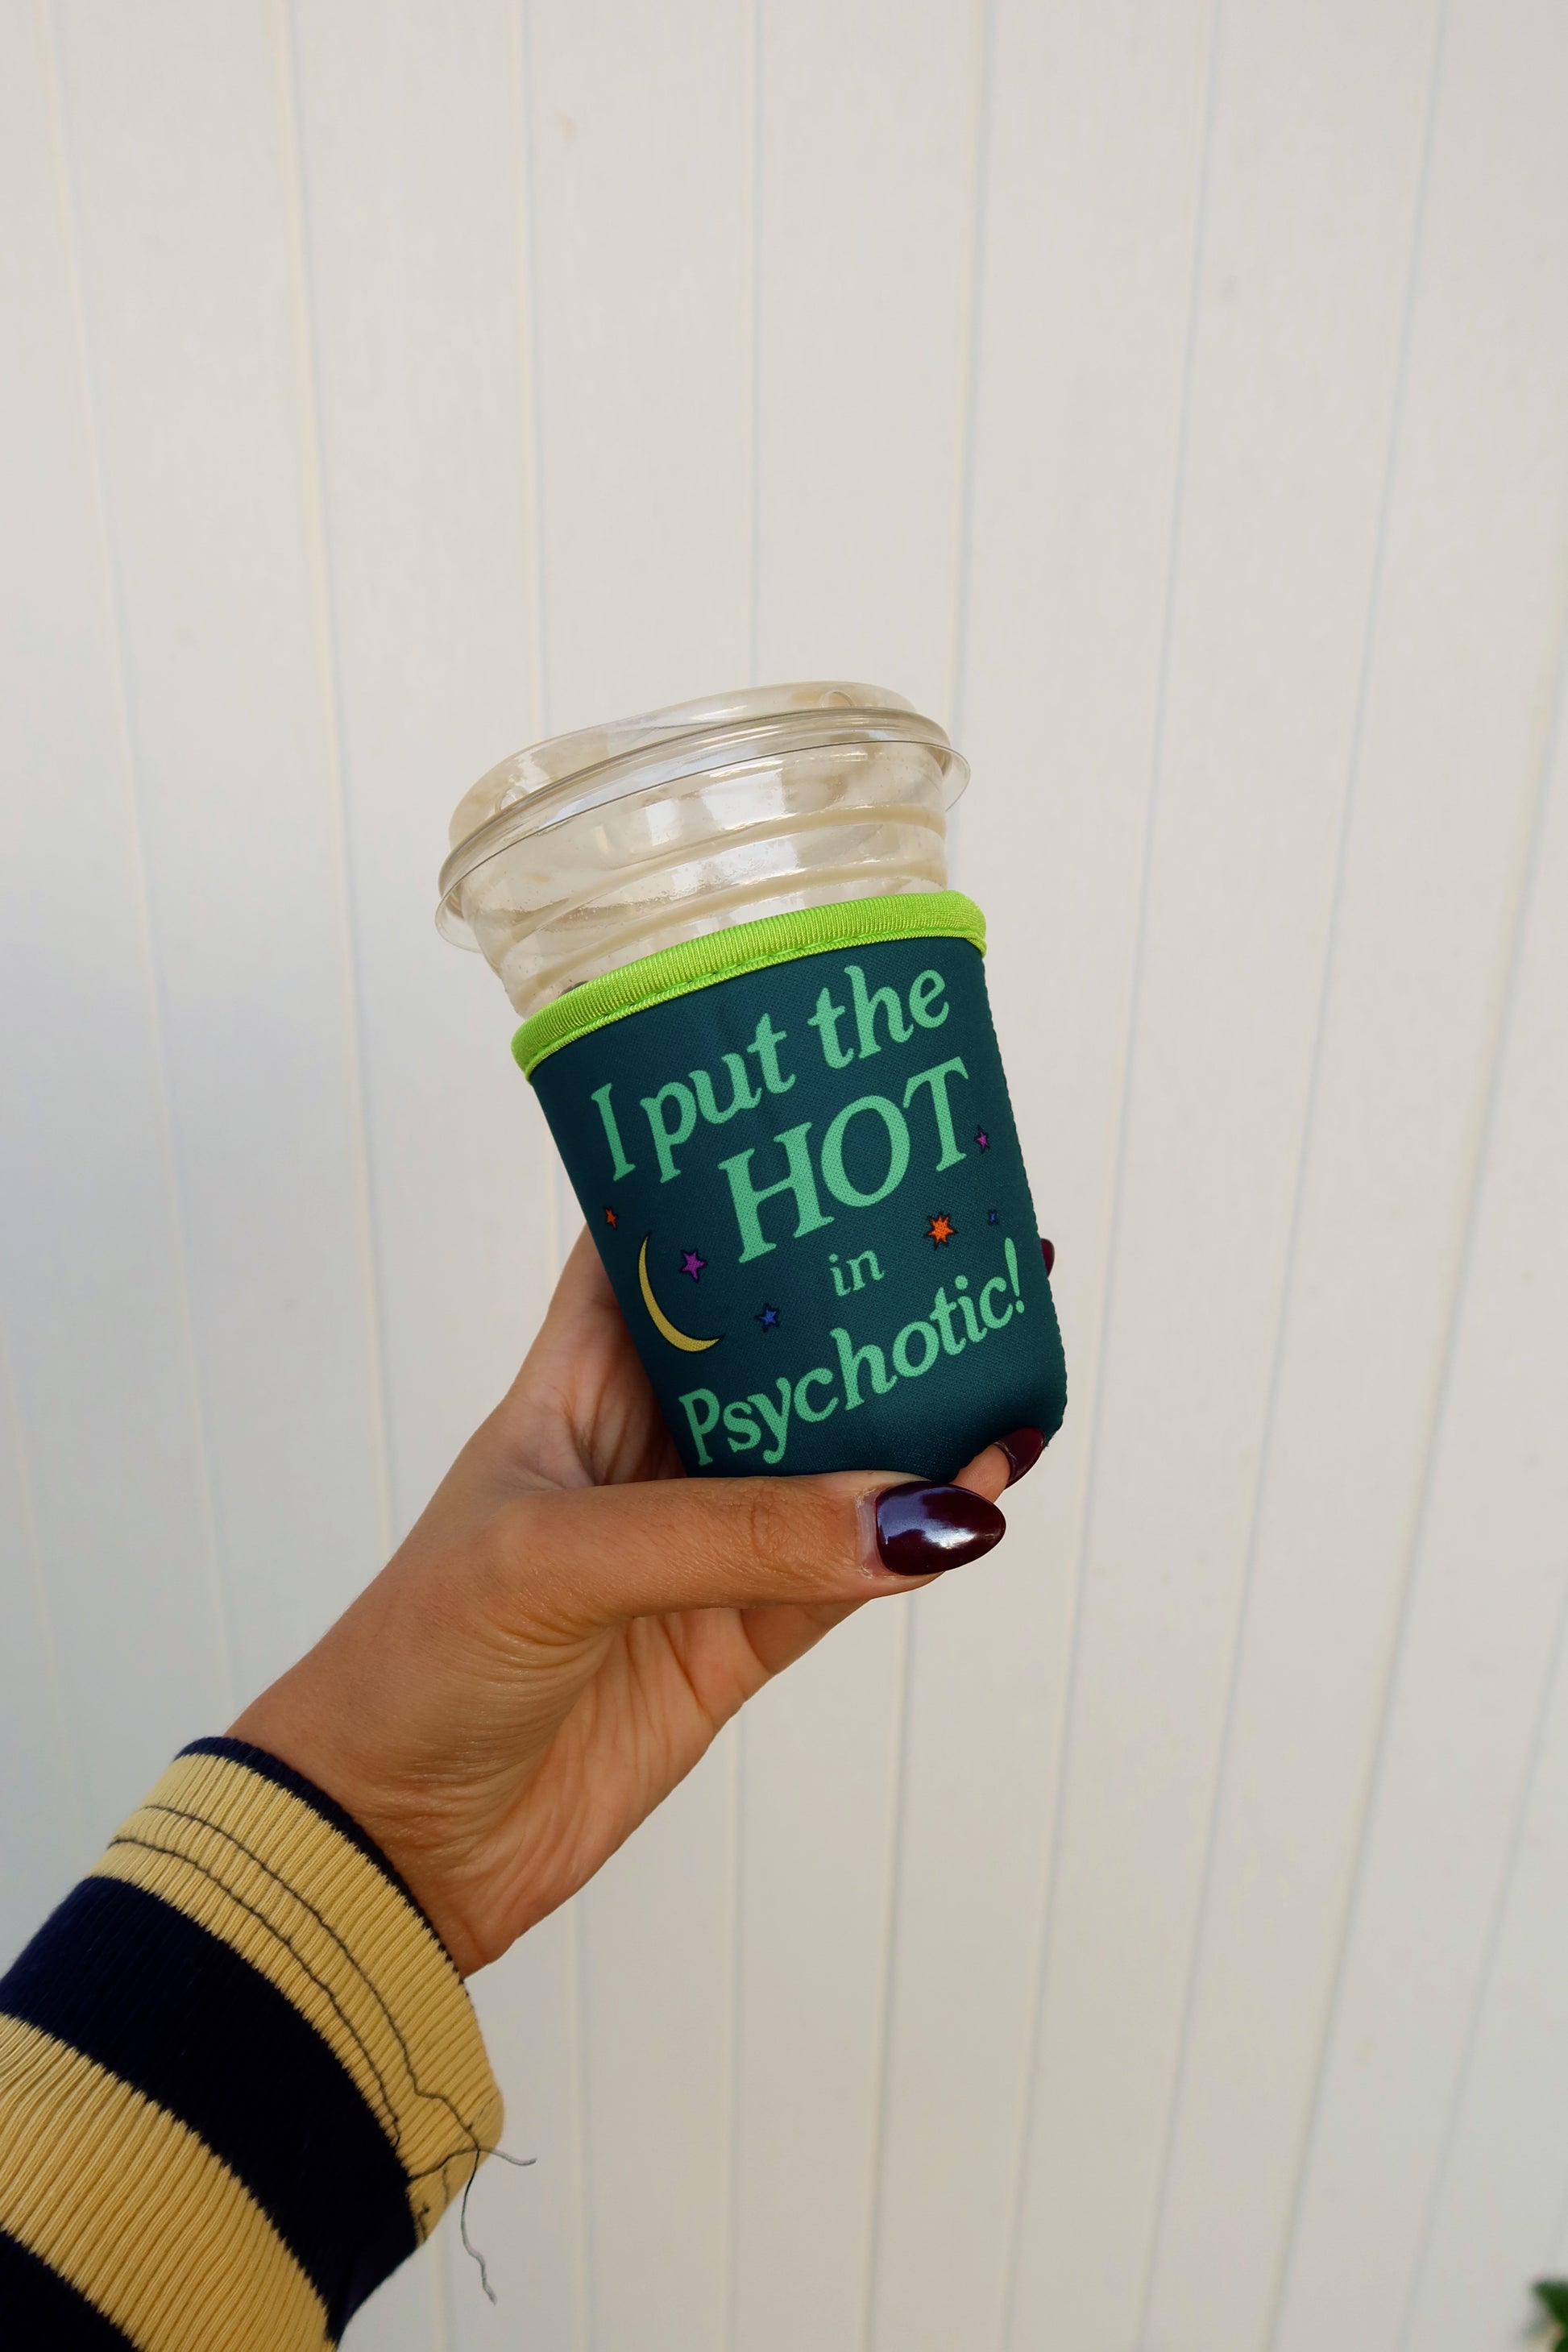 I put the
HOT
in
Psychotic!